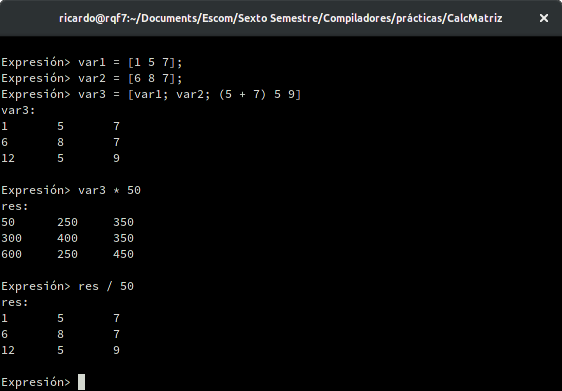 ricardo@rqf7:~/Documents/Escom/Sexto Semestre/Compiladores/prácticas/CalcMatriz ×
Expresión> var1 = [1 5 7];
Expresión> var2 = [6 8 7];
Expresión> var3 = [var1; var2; (5 + 7) 5 9]
var3:
1 5 7
6 8 7
12 5 9
Expresión> var3 * 50
res:
50 250 350
300 400 350
600 250 450
Expresión> res / 50
res:
1 5 7
6 8 7
12 5 9
Expresión>